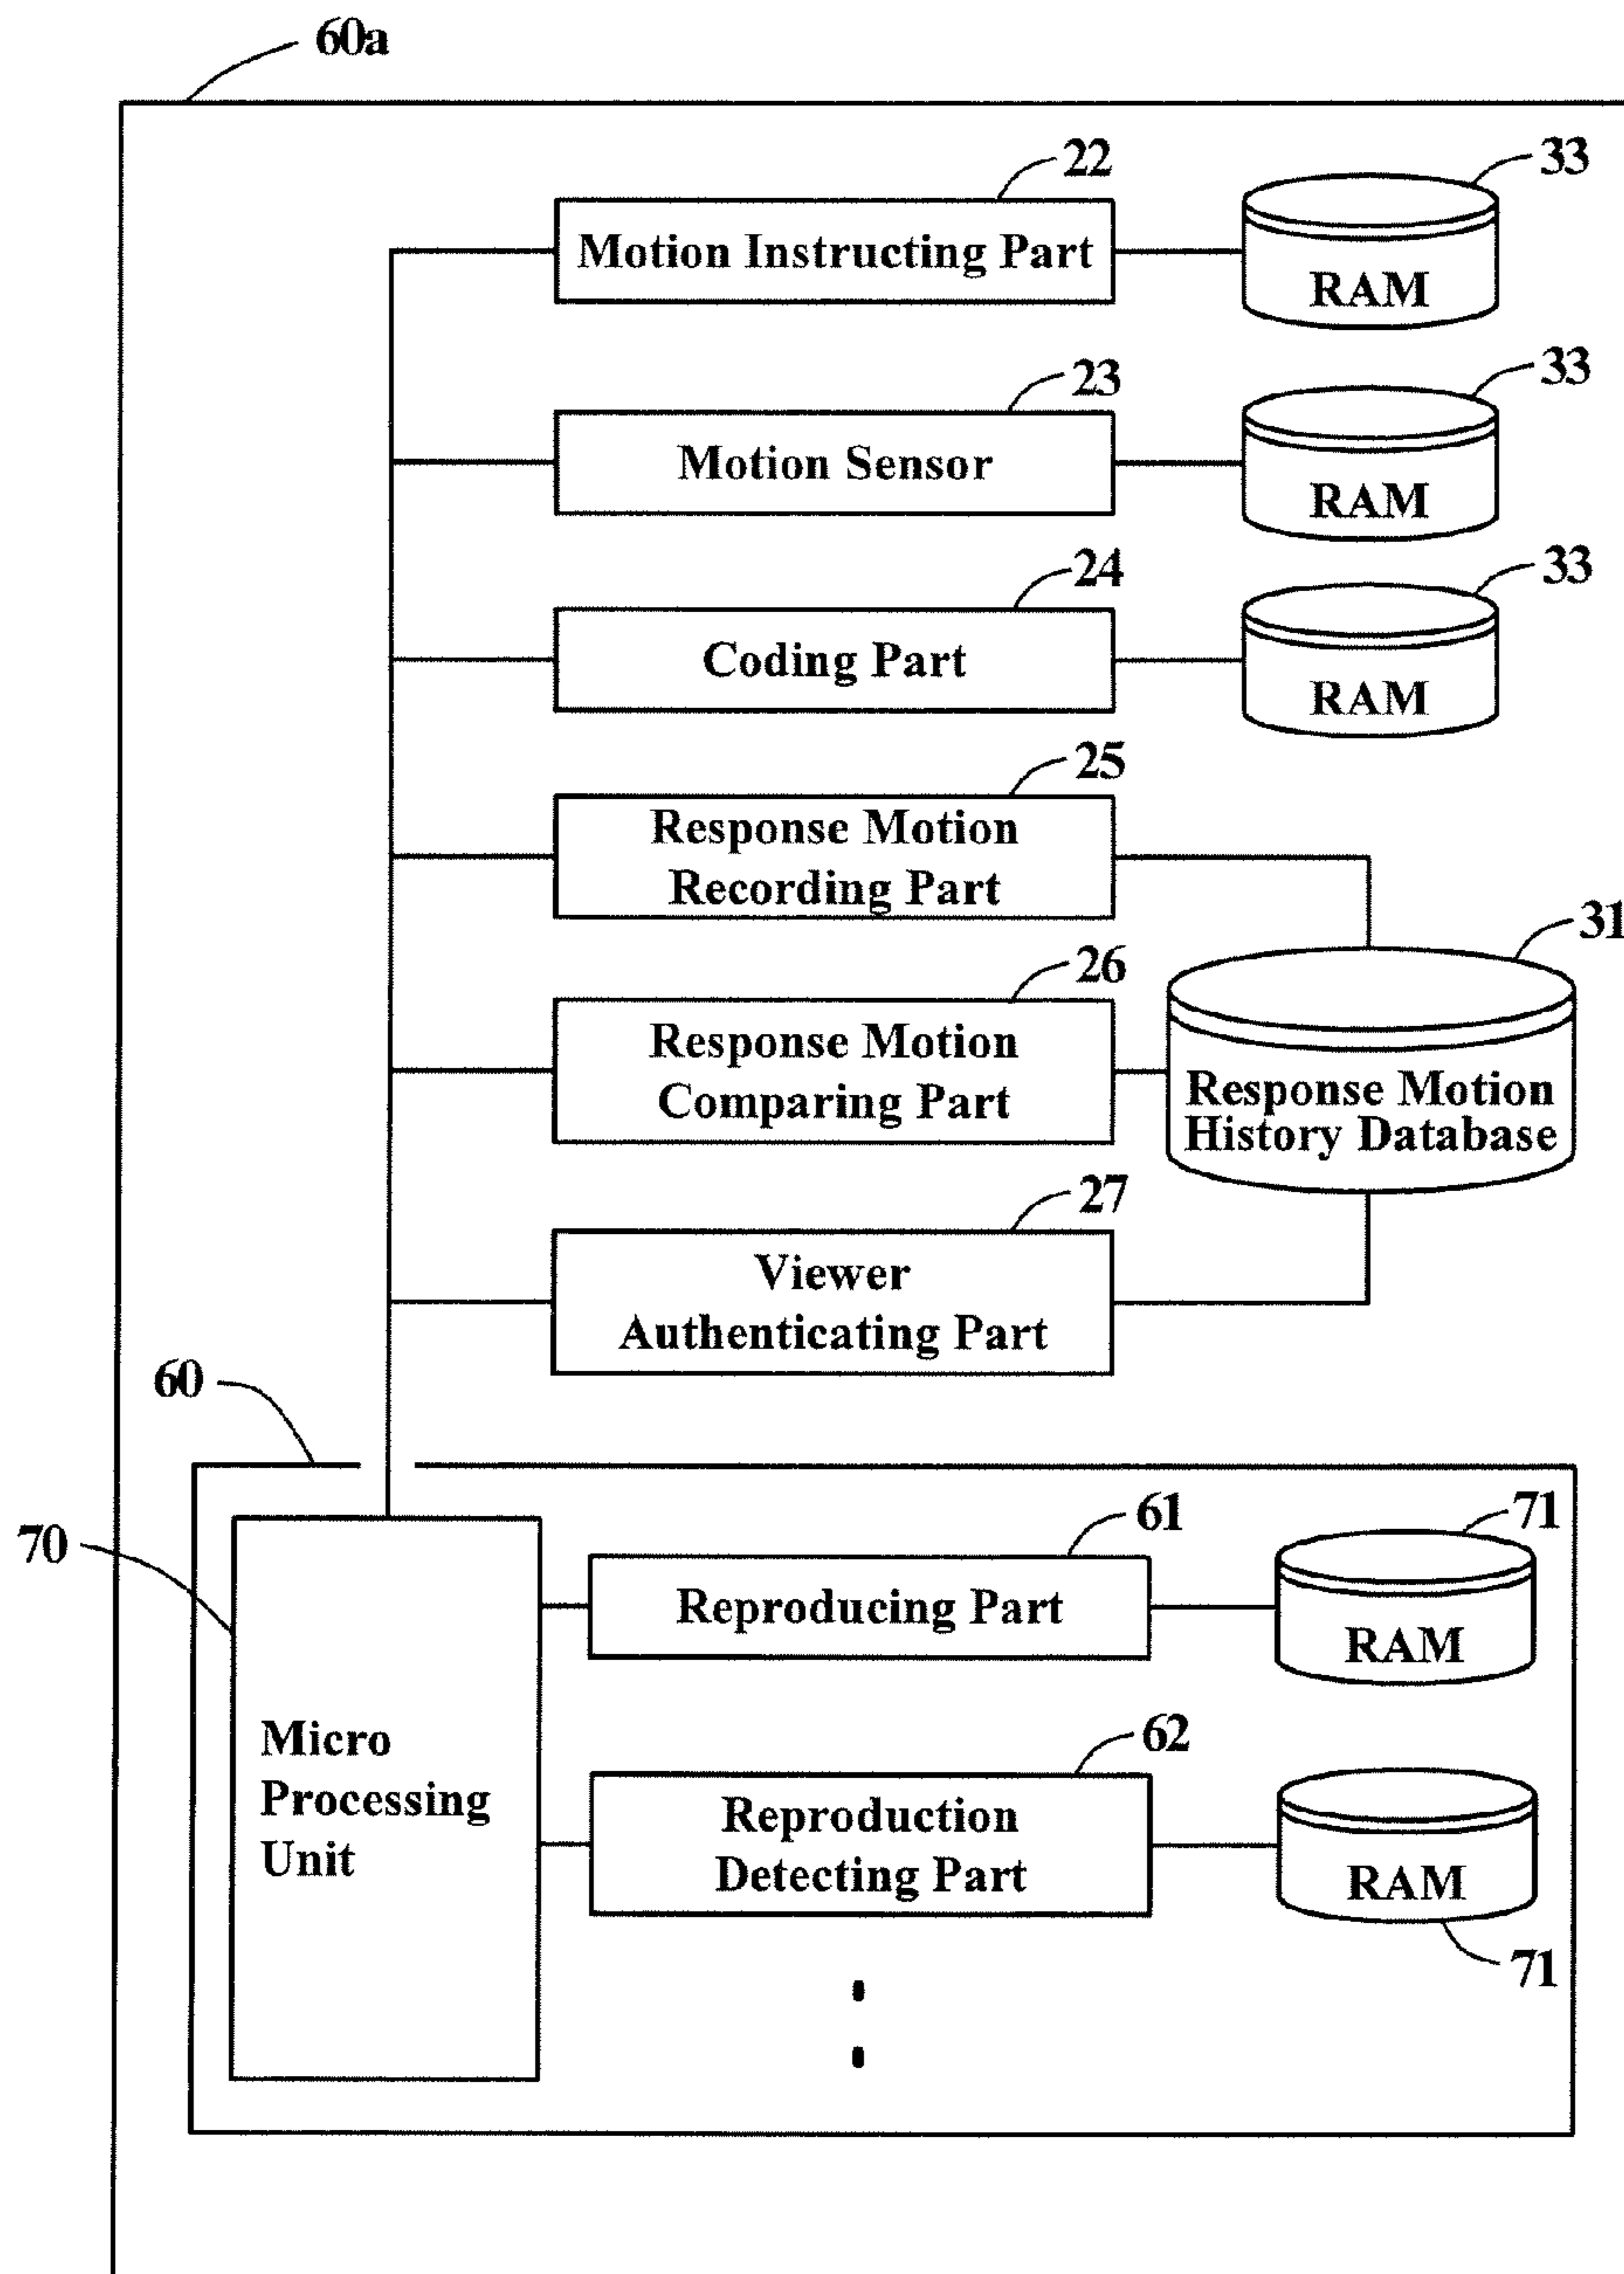 60a
22
33
Motion Instructing Part
RAM
23
33
Motion Sensor
RAM
24
33
Coding Part
RAM
25
Response Motion
Recording Part
31
26
Response Motion
Comparing Part
Response Motion
History Database
27
Viewer
Authenticating Part
60
61
71
70
Reproducing Part
RAM
Micro
Processing
Unit
62
Reproduction
Detecting Part
RAM
71